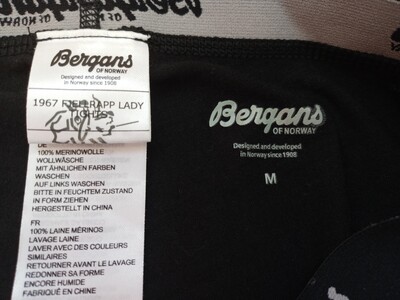 Bergans
OF NORWAY
Designed and developed
in Norway since 1908
1967 FJELLRAPP LADY
TIGHTS
DE
100% MERINOWOLLE
WOLLWÄSCHE
MIT ÄHNLICHEN FARBEN
WASCHEN
AUF LINKS WASCHEN
BITTE IN FEUCHTEM ZUSTAND
IN FORM ZIEHEN
HERGESTELLT IN CHINA
FR
100% LAINE MÉRINOS
LAVAGE LAINE
LAVER AVEC DES COULEURS
SIMILAIRES
RETOURNER AVANT LE LAVAGE
REDONNER SA FORME
ENCORE HUMIDE
FABRIQUÉ EN CHINE
Bergans
OF NORWAY
Designed and developed
in Norway since 1908
M